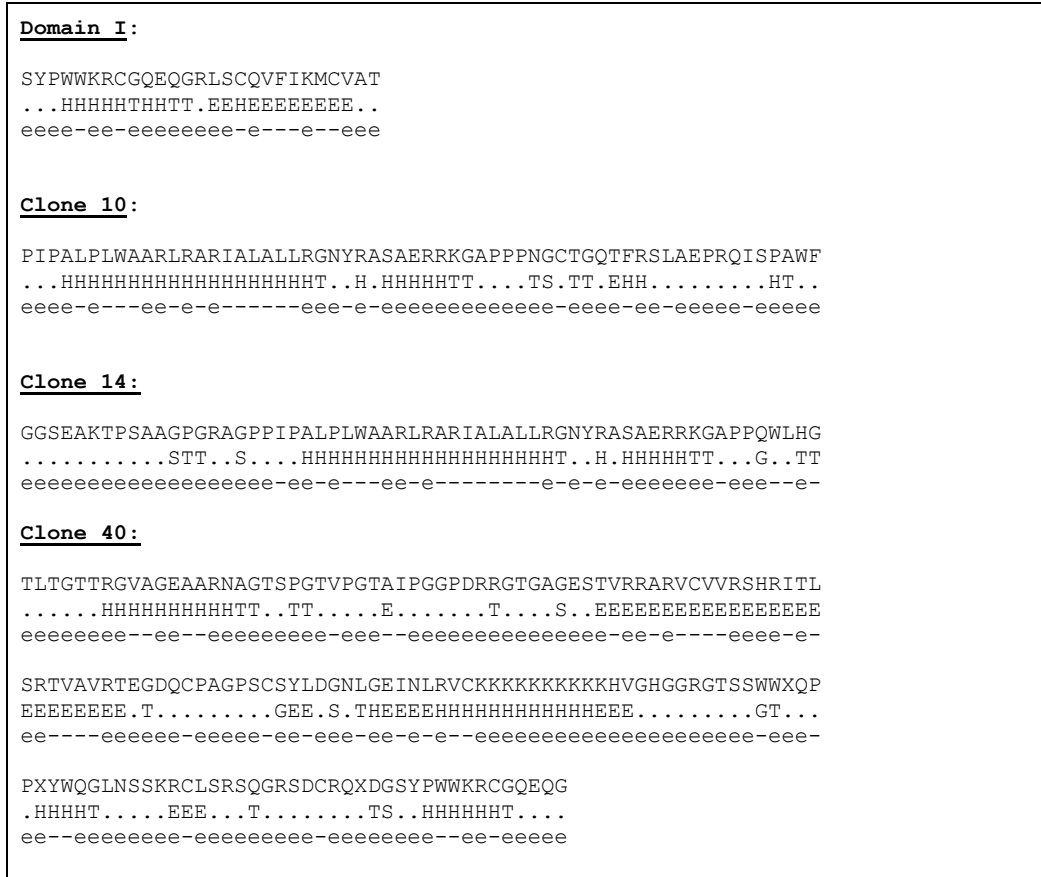 Domain I:
SYPWWKRCGQEQGRLSCQVFIKMCVAT
...HHHHHTHHTT.EEHEEEEEEEE..
eeee-ee-eeeeeeee-e---e--eee
Clone 10:
PIPALPLWAARLRARIALALLRGNYRASAERRKGAPPPNGCTGQTFRSLAEPRQISPAWF
...HHHHHHHHHHHHHHHHHHHT..H.HHHHHTT....TS.TT.EHH.........HT..
eeee-e---ee-e-e------eee-e-eeeeeeeeeeeee-eeee-ee-eeeee-eeeee
Clone 14:
GGSEAKTPSAAGPGRAGPPIPALPLWAARLRARIALALLRGNYRASAERRKGAPPQWLHG
...........STT..S....HHHHHHHHHHHHHHHHHHHT..H.HHHHHTT...G..TT
eeeeeeeeeeeeeeeeeee-ee-e---ee-e--------e-e-e-eeeeeee-eee--e-
Clone 40:
TLTGTTRGVAGEAARNAGTSPGTVPGTAIPGGPDRRGTGAGESTVRRARVCVVRSHRITL
......HHHHHHHHHHTT..TT.....E.......T....S..EEEEEEEEEEEEEEEEE
eeeeeeee--ee--eeeeeeeee-eee--eeeeeeeeeeeeeee-ee-e----eeee-e-
SRTVAVRTEGDQCPAGPSCSYLDGNLGEINLRVCKKKKKKKKKKHVGHGGRGTSSWWXQP
EEEEEEEE.T.........GEE.S.THEEEEHHHHHHHHHHHHEEE.........GT...
ee----eeeeee-eeeee-ee-eee-ee-e-e--eeeeeeeeeeeeeeeeeeeee-eee-
PXYWQGLNSSKRCLSRSQGRSDCRQXDGSYPWWKRCGQEQG
.HHHHT.....EEE...T........TS..HHHHHHT....
ee--eeeeeeee-eeeeeeeee-eeeeeeee--ee-eeeee